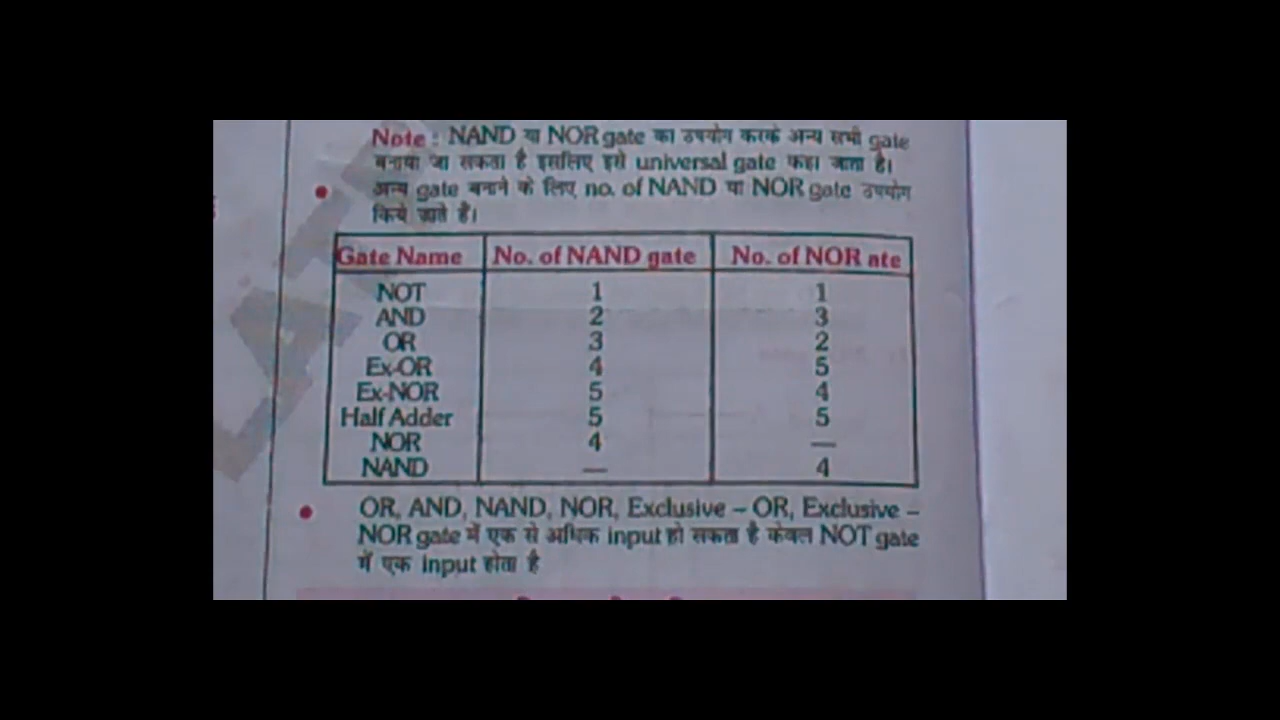 Note : NAND या NOR gate का उपयोग करके अन्य सभी gate
बनाया जा सकता है इसलिए इसे universal gate कहा जाता है।
• अन्य gate बनाने के लिए no. of NAND या NOR gate उपयोग
किये जाते हैं।
Gate Name No. of NAND gate No. of NOR ate
NOT 1 1
AND 2 3
OR 3 2
Ex-OR 4 5
Ex-NOR 5 4
Half Adder 5 5
NOR 4 —
NAND — 4
• OR, AND, NAND, NOR, Exclusive – OR, Exclusive –
NOR gate में एक से अधिक input हो सकता है केवल NOT gate
में एक input होता है